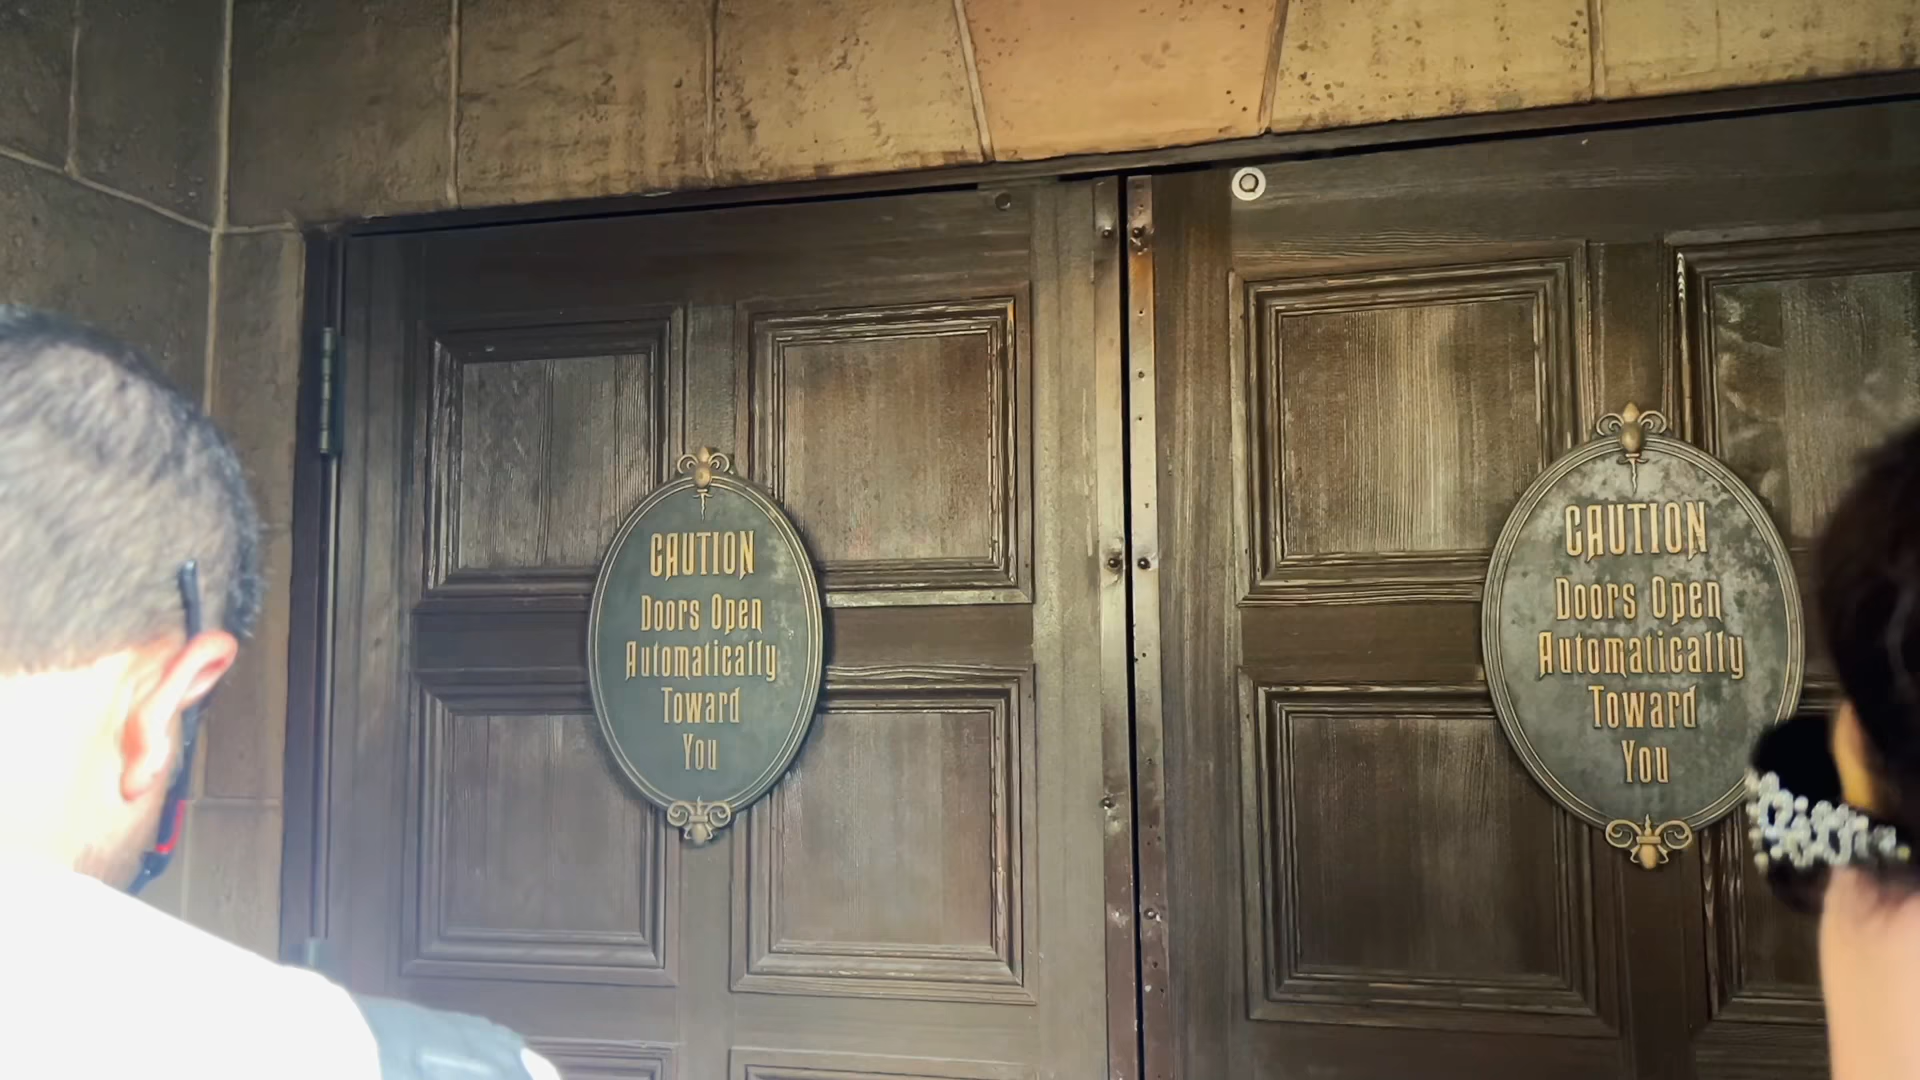 CAUTION
Doors Open
Automatically
Toward
You
CAUTION
Doors Open
Automatically
Toward
You